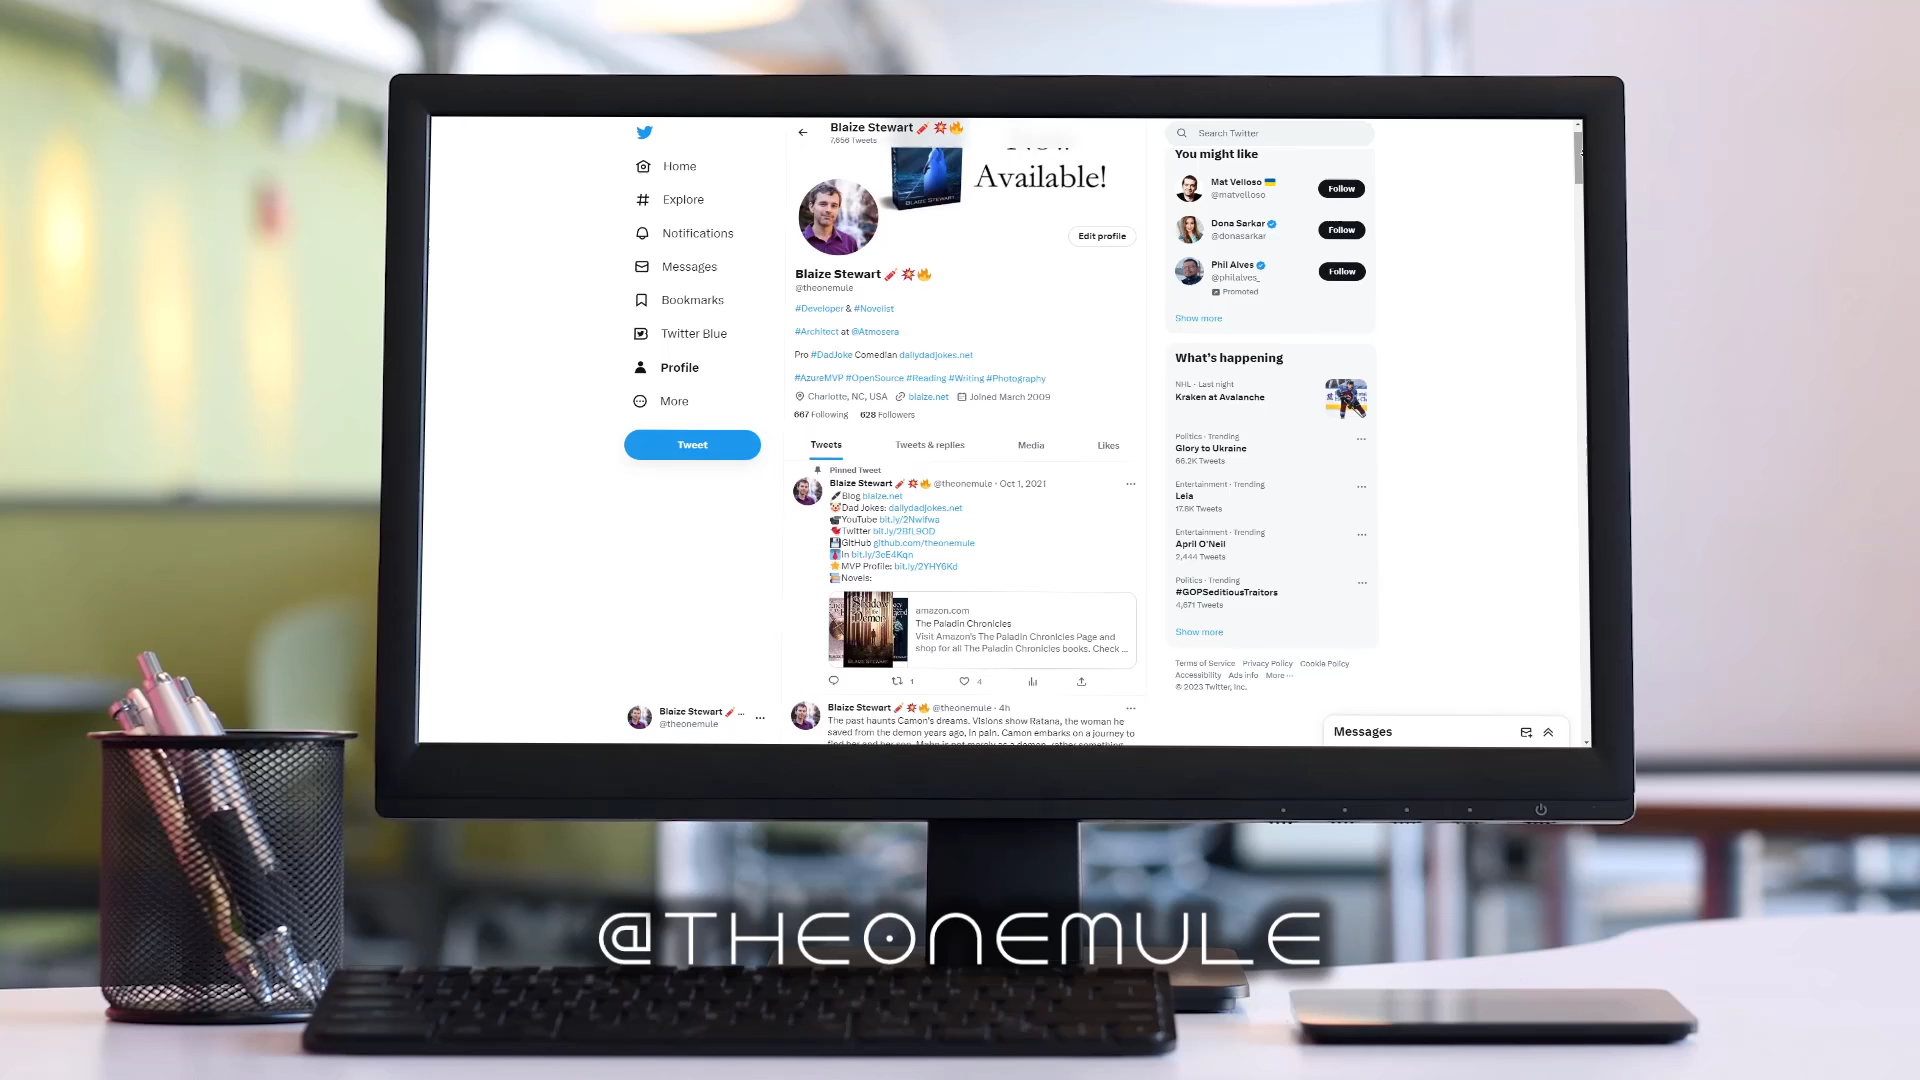 Home
Explore
Notifications
Messages
Bookmarks
Twitter Blue
Profile
More
Tweet
Blaize Stewart ...
@theonemule
Blaize Stewart
7,656 Tweets
Available!
BLAIZE STEWART
Edit profile
Blaize Stewart
@theonemule
#Developer & #Novelist
#Architect at @Atmosera
Pro #DadJoke Comedian dailydadjokes.net
#AzureMVP #OpenSource #Reading #Writing #Photography
Charlotte, NC, USA blaize.net Joined March 2009
667 Following 628 Followers
Tweets Tweets & replies Media Likes
Pinned Tweet
Blaize Stewart @theonemule · Oct 1, 2021
Blog blaize.net
Dad Jokes: dailydadjokes.net
YouTube bit.ly/2Nwifwa
Twitter bit.ly/2BfL9OD
GitHub github.com/theonemule
In bit.ly/3eE4Kqn
MVP Profile: bit.ly/2YHY6Kd
Novels:
amazon.com
The Paladin Chronicles
Visit Amazon's The Paladin Chronicles Page and
shop for all The Paladin Chronicles books. Check ...
1 4
Blaize Stewart @theonemule · 4h
The past haunts Camon's dreams. Visions show Ratana, the woman he
saved from the demon years ago, in pain. Camon embarks on a journey to
Search Twitter
You might like
Mat Velloso
@matvelloso
Follow
Dona Sarkar
@donasarkar
Follow
Phil Alves
@philalves_
Promoted
Follow
Show more
What's happening
NHL · Last night
Kraken at Avalanche
Politics · Trending
Glory to Ukraine
66.2K Tweets
Entertainment · Trending
Leia
17.8K Tweets
Entertainment · Trending
April O'Neil
2,444 Tweets
Politics · Trending
#GOPSeditiousTraitors
4,671 Tweets
Show more
Terms of Service Privacy Policy Cookie Policy
Accessibility Ads info More ...
© 2023 Twitter, Inc.
Messages
@THEONEMULE